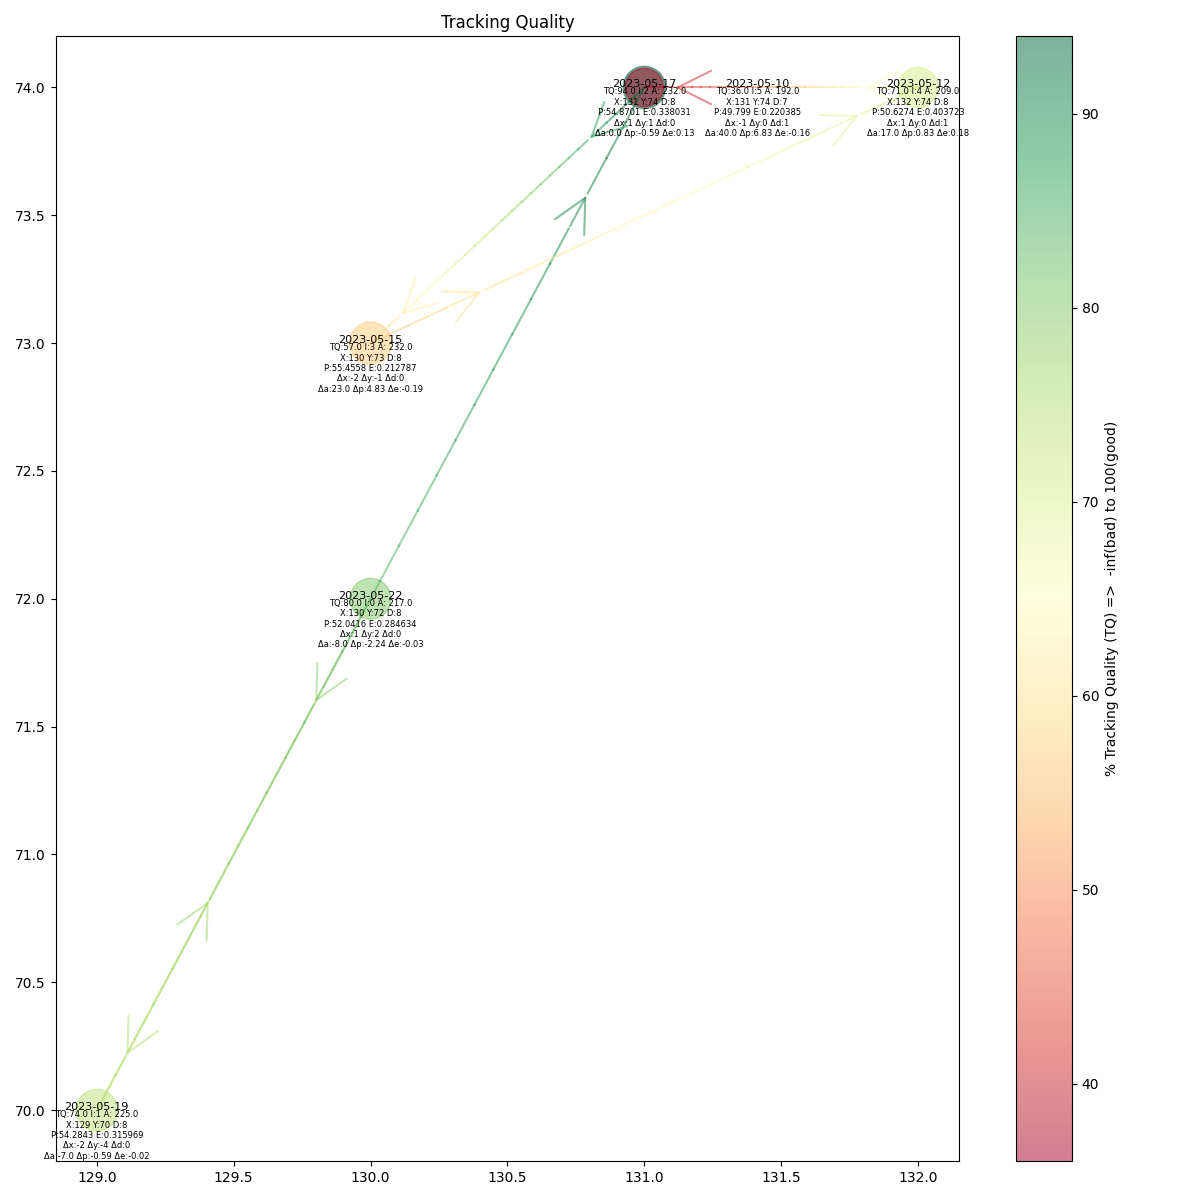 Tracking Quality
74.0
73.5
73.0
72.5
72.0
71.5
71.0
70.5
70.0
129.0
129.5
130.0
130.5
131.0
131.5
132.0
2023-05-17
TQ:94.0 I:2 A: 232.0
X:131 Y:74 D:8
P:54.8701 E:0.338031
Δx:1 Δy:1 Δd:0
Δa:0.0 Δp:-0.59 Δe:0.13
2023-05-10
TQ:36.0 I:5 A: 192.0
X:131 Y:74 D:7
P:49.799 E:0.220385
Δx:-1 Δy:0 Δd:1
Δa:40.0 Δp:6.83 Δe:-0.16
2023-05-12
TQ:71.0 I:4 A: 209.0
X:132 Y:74 D:8
P:50.6274 E:0.403723
Δx:1 Δy:0 Δd:1
Δa:17.0 Δp:0.83 Δe:0.18
2023-05-15
TQ:57.0 I:3 A: 232.0
X:130 Y:73 D:8
P:55.4558 E:0.212787
Δx:-2 Δy:-1 Δd:0
Δa:23.0 Δp:4.83 Δe:-0.19
2023-05-22
TQ:80.0 I:0 A: 217.0
X:130 Y:72 D:8
P:52.0416 E:0.284634
Δx:1 Δy:2 Δd:0
Δa:-8.0 Δp:-2.24 Δe:-0.03
2023-05-19
TQ:74.0 I:1 A: 225.0
X:129 Y:70 D:8
P:54.2843 E:0.315969
Δx:-2 Δy:-4 Δd:0
Δa:-7.0 Δp:-0.59 Δe:-0.02
90
80
70
60
50
40
% Tracking Quality (TQ) => -inf(bad) to 100(good)